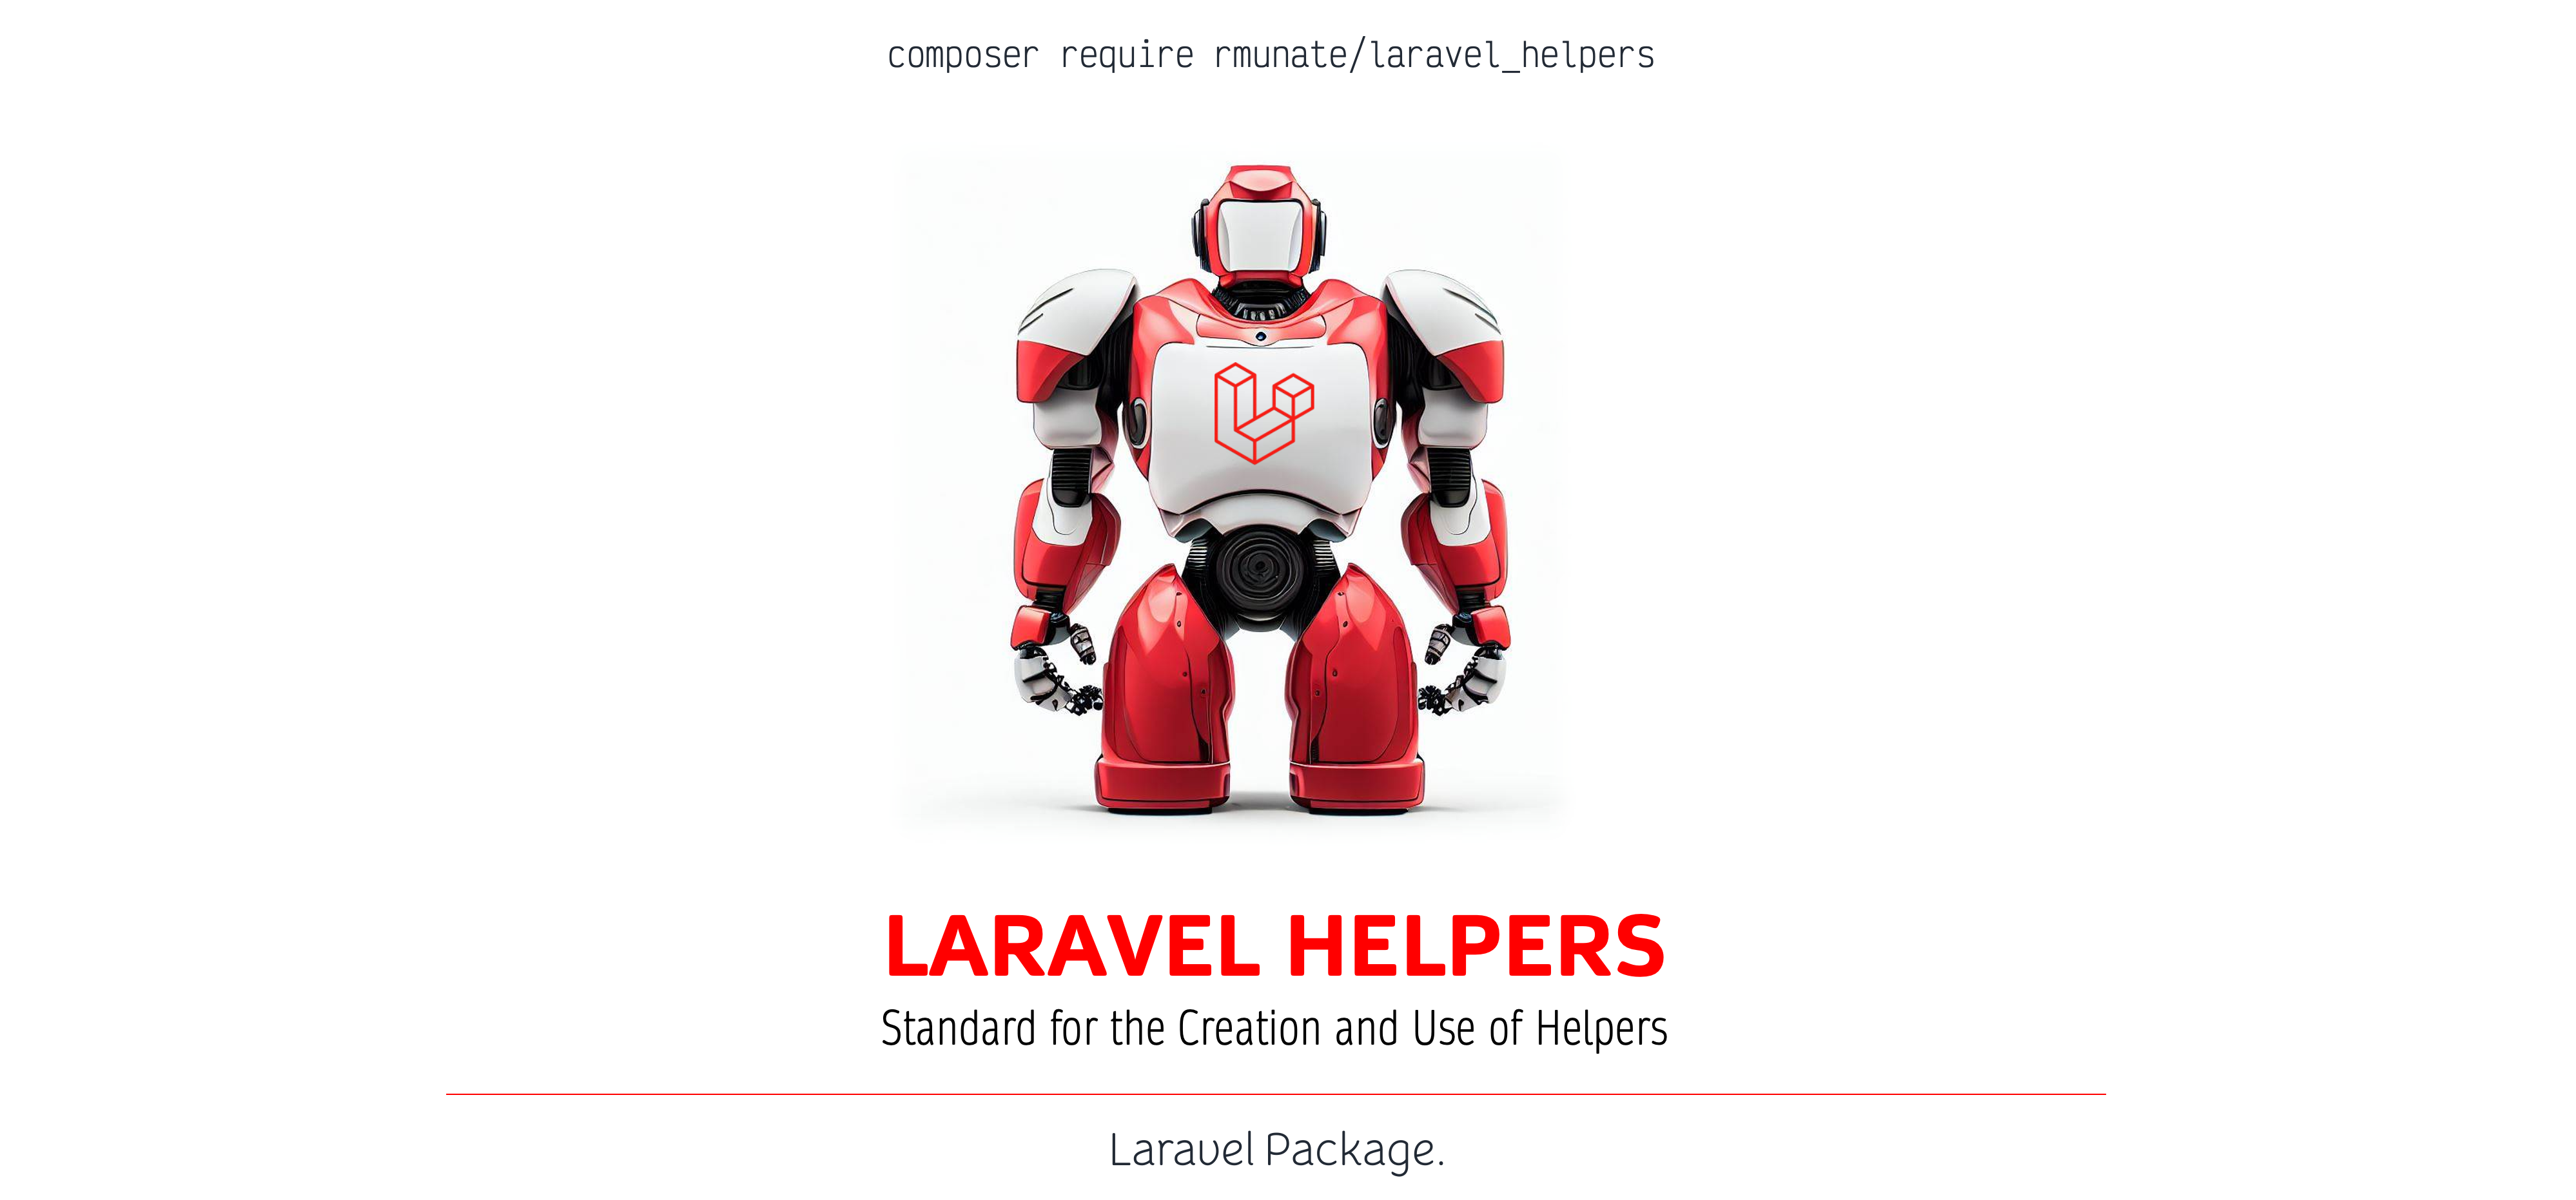 composer require rmunate/laravel_helpers
LARAVEL HELPERS
Standard for the Creation and Use of Helpers
Laravel Package.